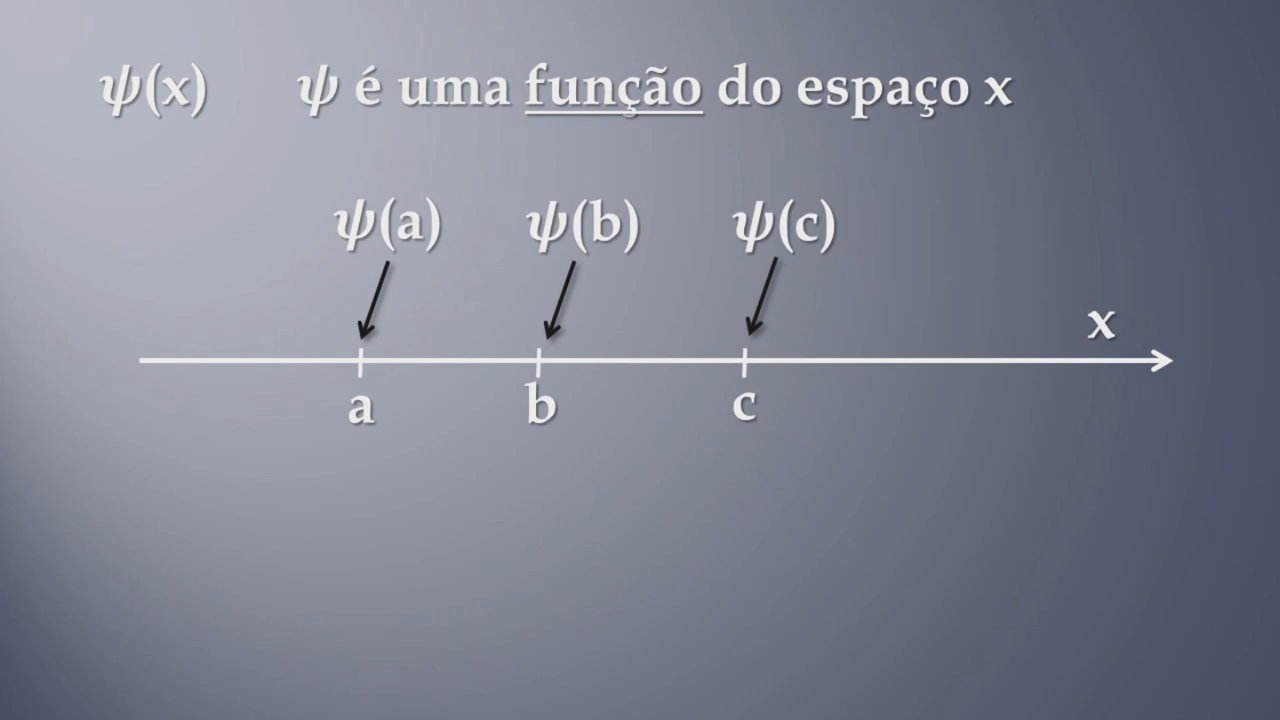 ψ(x) ψ é uma função do espaço x
ψ(a) ψ(b) ψ(c)
x
a b c